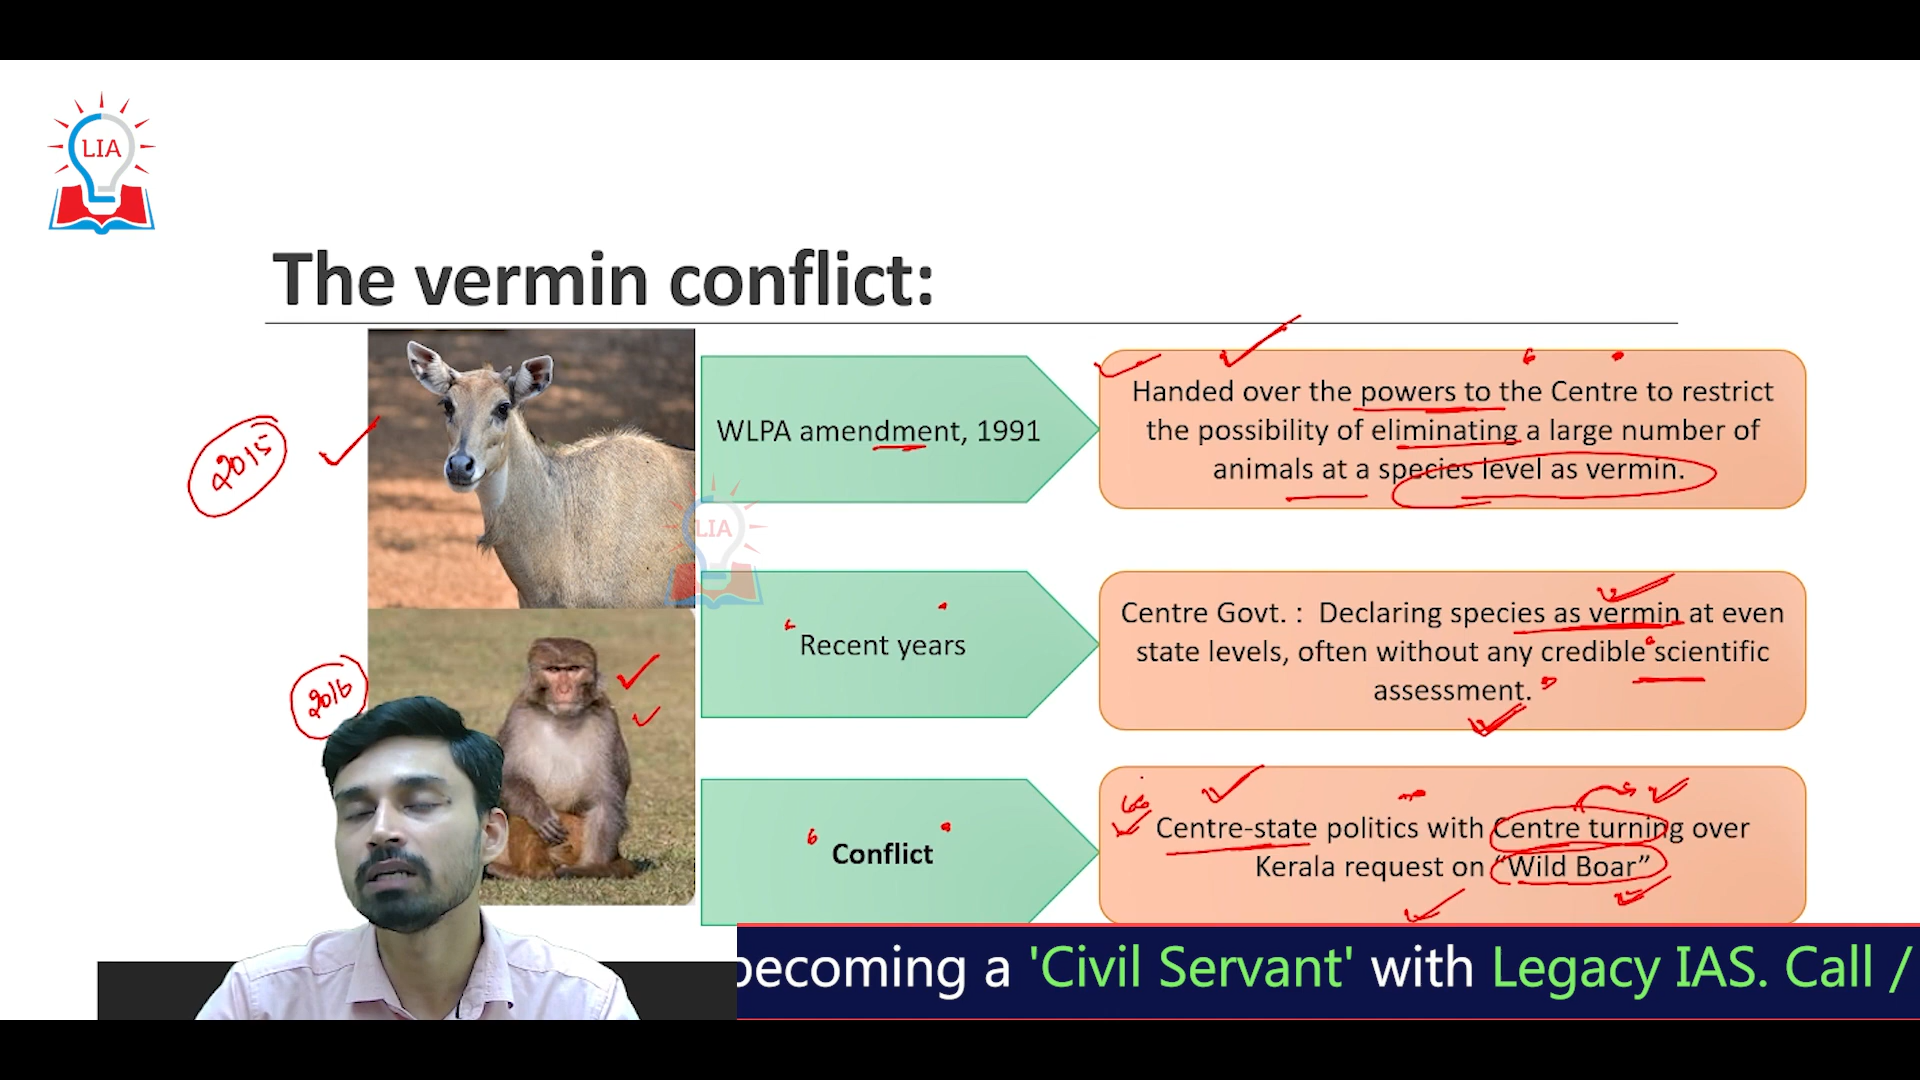 LIA
The vermin conflict:
2015
WLPA amendment, 1991
Handed over the powers to the Centre to restrict
the possibility of eliminating a large number of
animals at a species level as vermin.
LIA
2016
Recent years
Centre Govt. : Declaring species as vermin at even
state levels, often without any credible scientific
assessment.
Conflict
Centre-state politics with Centre turning over
Kerala request on “Wild Boar”
becoming a 'Civil Servant' with Legacy IAS. Call /